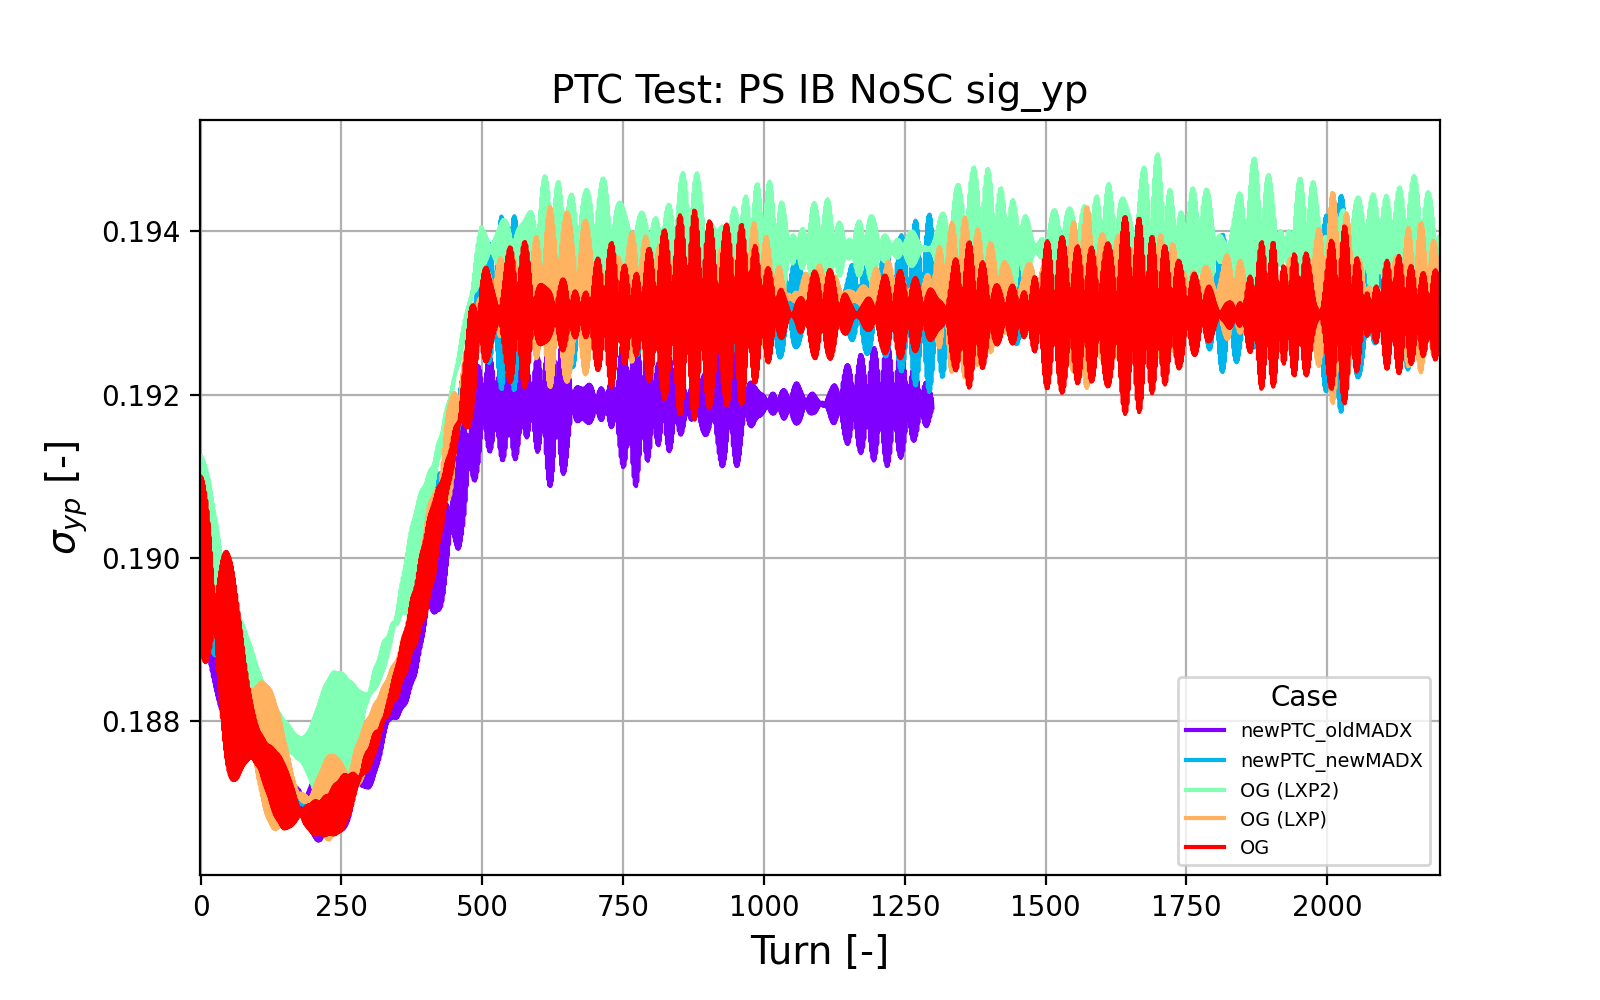 PTC Test: PS IB NoSC sig_yp
0.194
0.192
0.190
0.188
σyp [-]
0 250 500 750 1000 1250 1500 1750 2000
Turn [-]
Case
newPTC_oldMADX
newPTC_newMADX
OG (LXP2)
OG (LXP)
OG